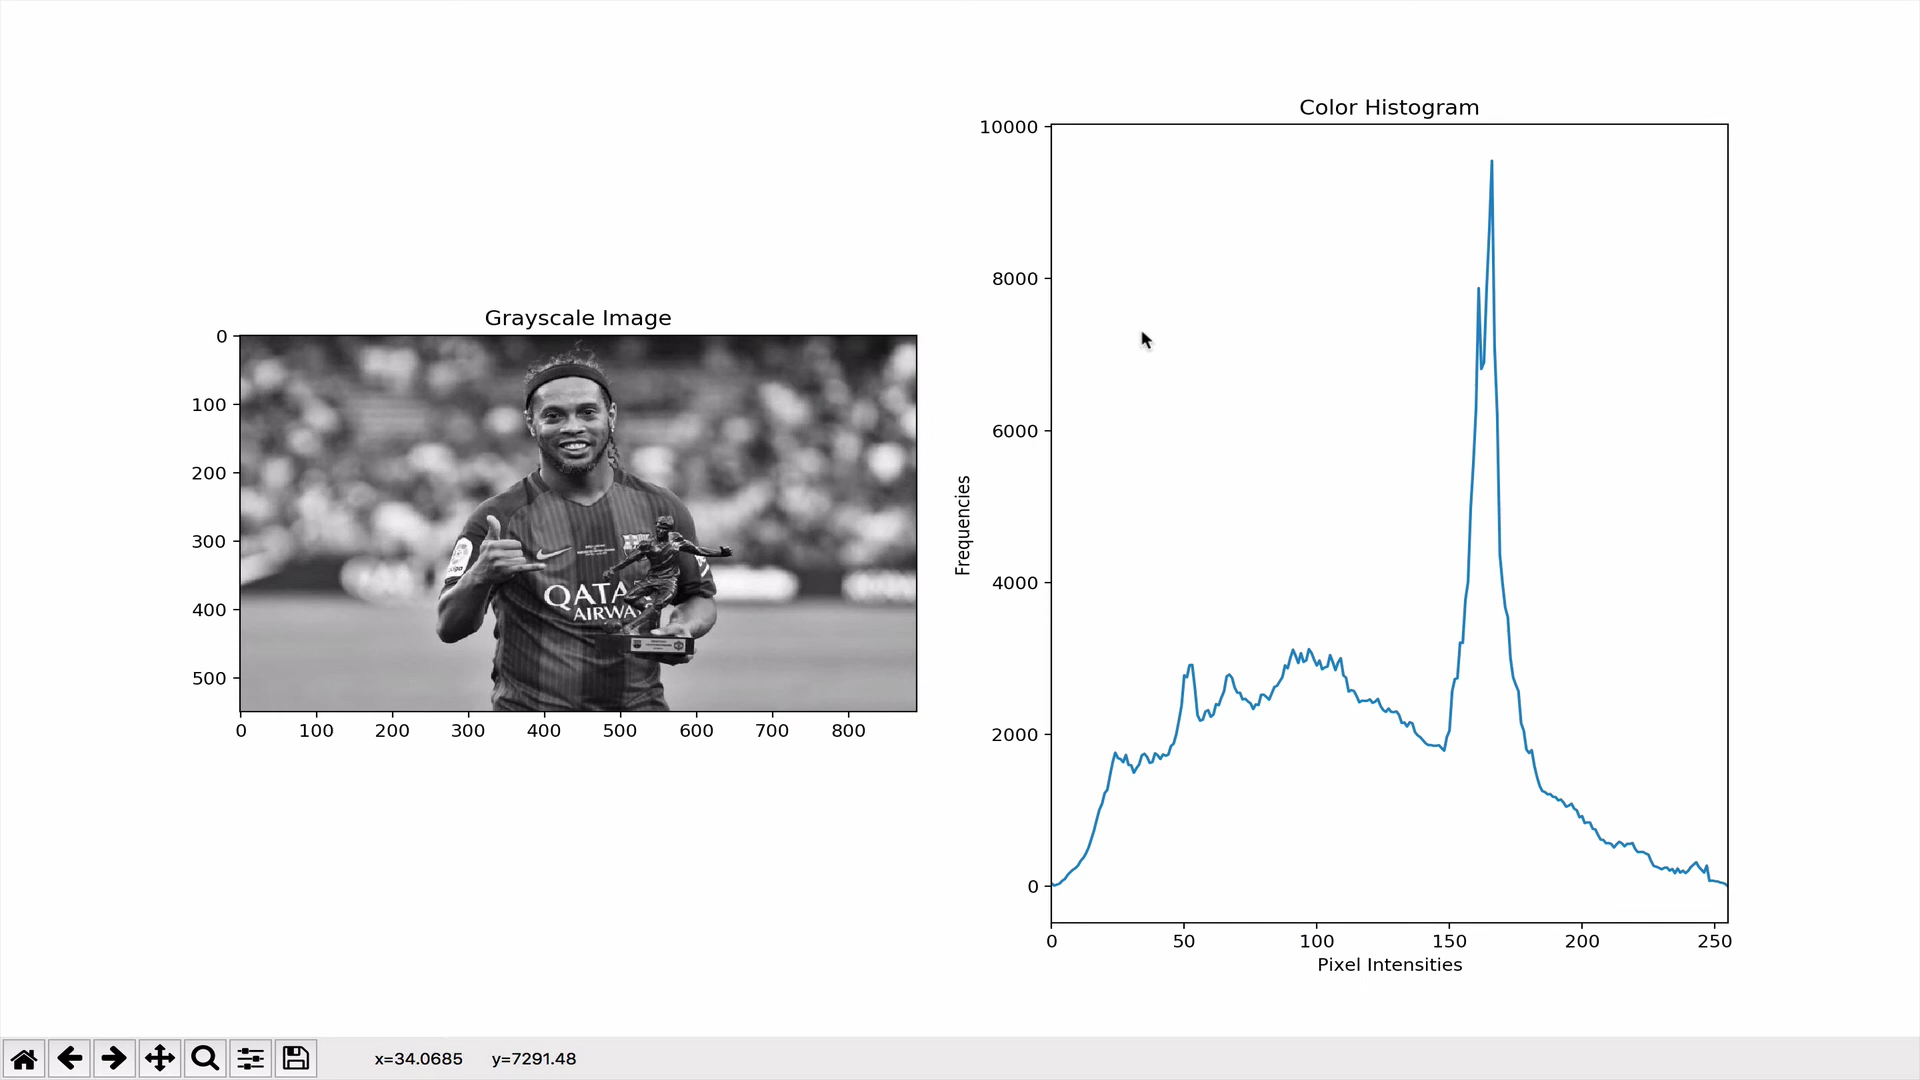 Grayscale Image
0
100
200
300
400
500
0 100 200 300 400 500 600 700 800
QATA
AIRWA
Color Histogram
10000
8000
6000
4000
2000
0
Frequencies
0 50 100 150 200 250
Pixel Intensities
x=34.0685 y=7291.48